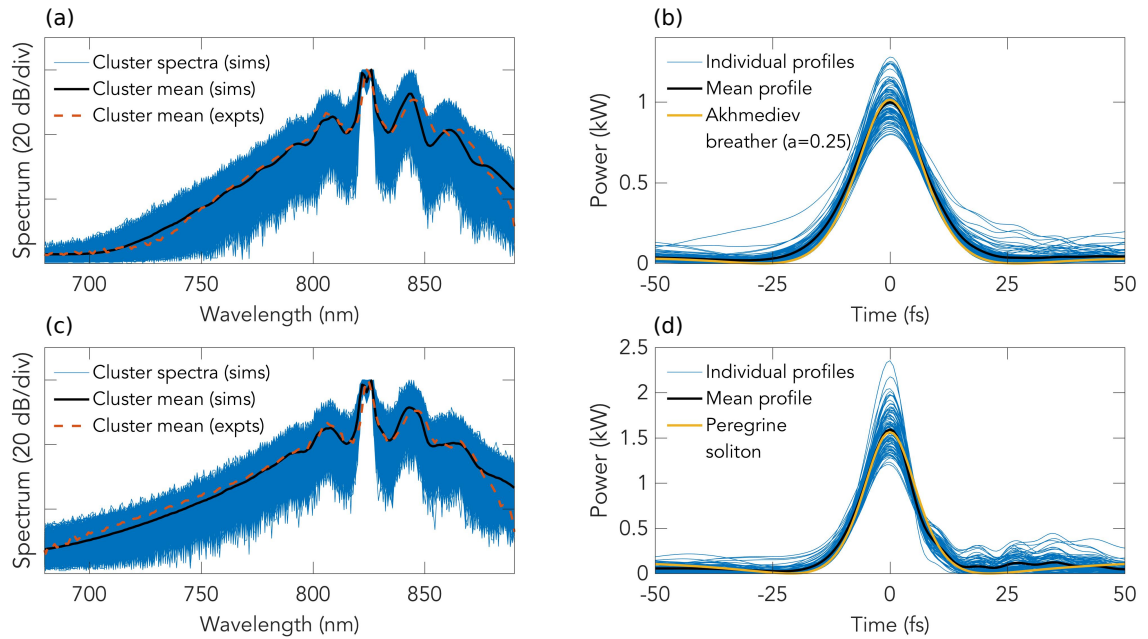 (a)
Cluster spectra (sims)
Cluster mean (sims)
Cluster mean (expts)
Spectrum (20 dB/div)
700
750
800
850
Wavelength (nm)
(b)
Individual profiles
Mean profile
Akhmediev
breather (a=0.25)
Power (kW)
1
0.5
0
-50
-25
0
25
50
Time (fs)
(c)
Cluster spectra (sims)
Cluster mean (sims)
Cluster mean (expts)
Spectrum (20 dB/div)
700
750
800
850
Wavelength (nm)
(d)
Individual profiles
Mean profile
Peregrine
soliton
Power (kW)
2.5
2
1.5
1
0.5
0
-50
-25
0
25
50
Time (fs)